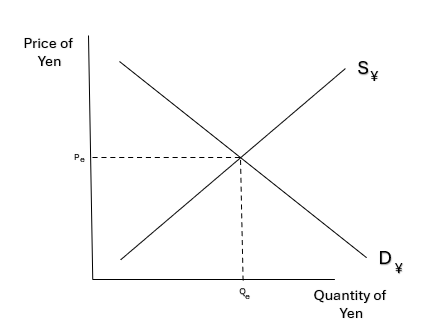 Price of
Yen
S¥
Pe
D¥
Qe
Quantity of
Yen